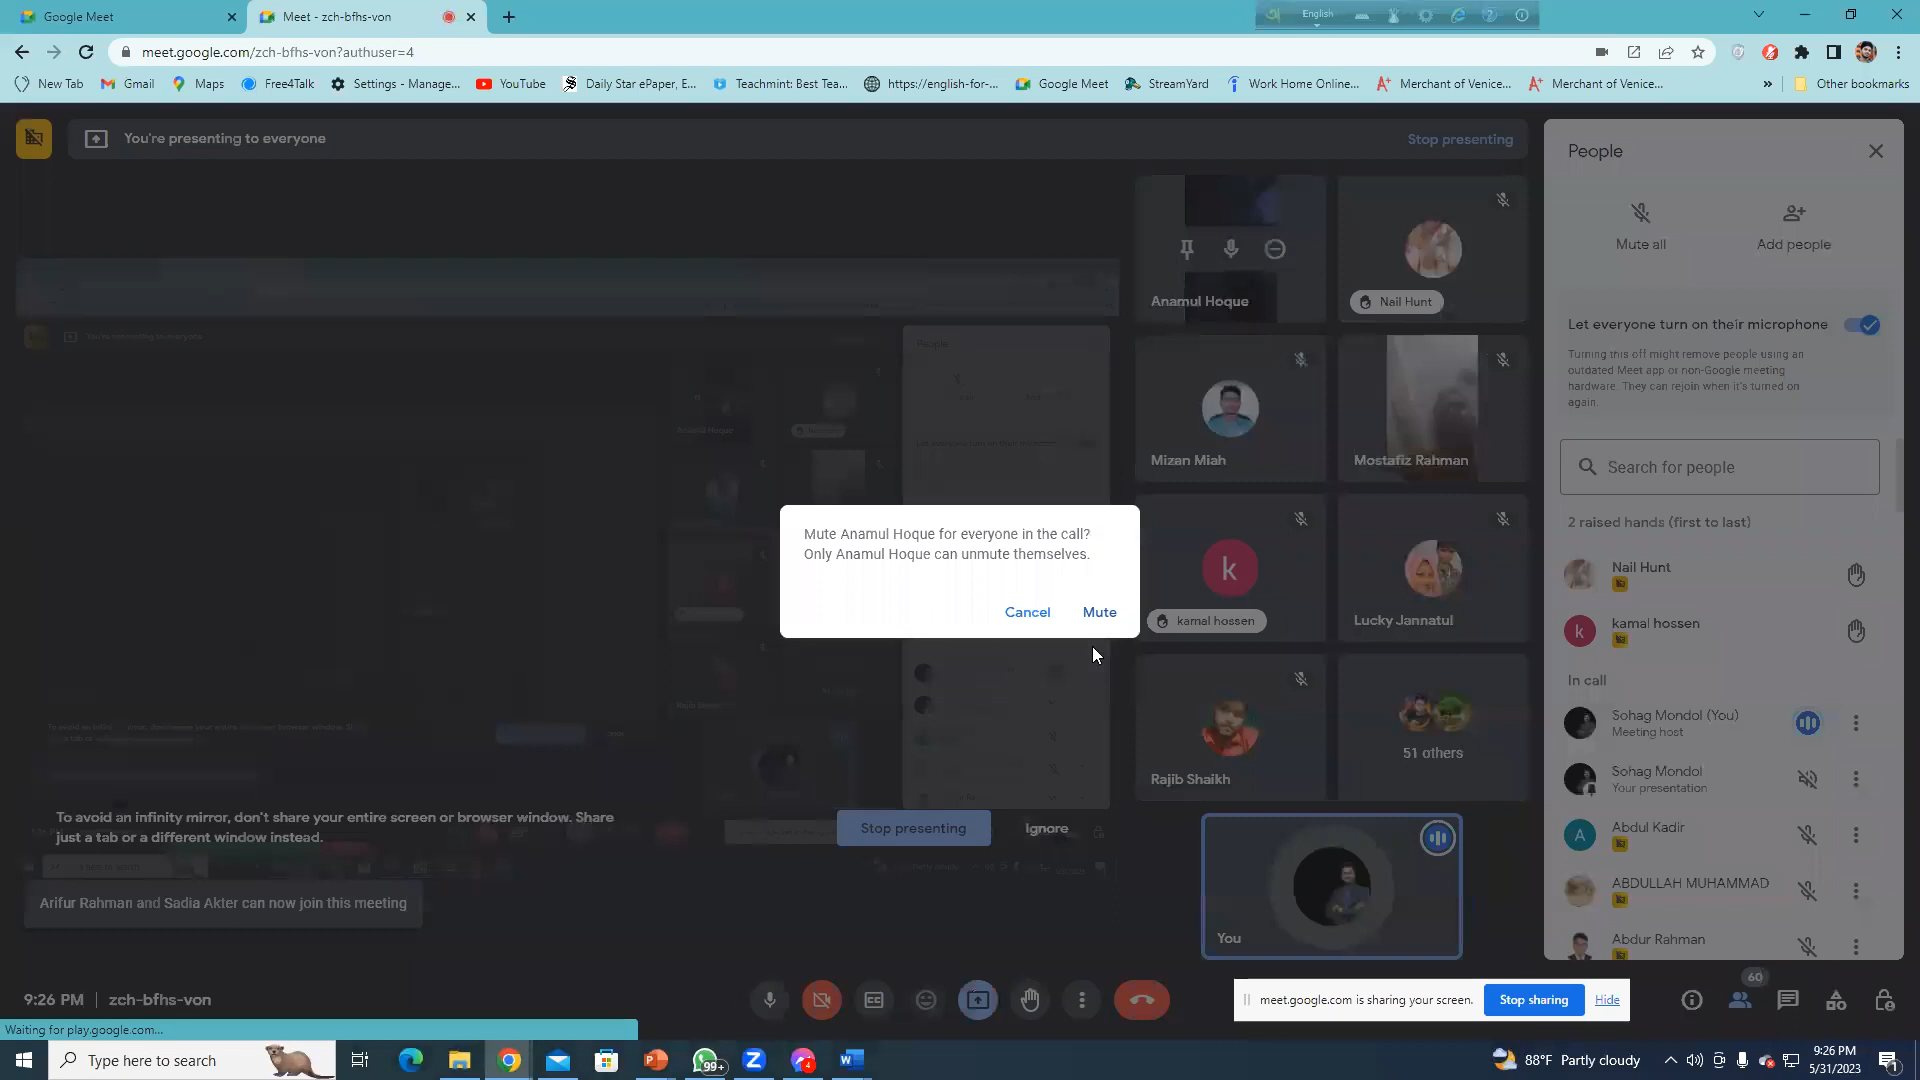 Google Meet
Meet - zch-bfhs-von
English
meet.google.com/zch-bfhs-von?authuser=4
New Tab
Gmail
Maps
Free4Talk
Settings - Manage...
YouTube
Daily Star ePaper, E...
Teachmint: Best Tea...
https://english-for-...
Google Meet
StreamYard
Work Home Online...
Merchant of Venice...
Merchant of Venice...
»
Other bookmarks
You're presenting to everyone
Stop presenting
People
Mute all
Add people
Let everyone turn on their microphone
Turning this off might remove people using an
outdated Meet app or non-Google meeting
hardware. They can rejoin when it's turned on
again.
Search for people
2 raised hands (first to last)
Nail Hunt
k
kamal hossen
In call
Sohag Mondol (You)
Meeting host
Sohag Mondol
Your presentation
A
Abdul Kadir
ABDULLAH MUHAMMAD
Abdur Rahman
Anamul Hoque
Nail Hunt
Mizan Miah
Mostafiz Rahman
k
kamal hossen
Lucky Jannatul
Rajib Shaikh
51 others
You
Mute Anamul Hoque for everyone in the call?
Only Anamul Hoque can unmute themselves.
Cancel
Mute
To avoid an infinity mirror, don't share your entire screen or browser window. Share
just a tab or a different window instead.
Stop presenting
Ignore
Arifur Rahman and Sadia Akter can now join this meeting
9:26 PM | zch-bfhs-von
meet.google.com is sharing your screen.
Stop sharing
Hide
60
Waiting for play.google.com...
Type here to search
99+
4
88°F Partly cloudy
9:26 PM
5/31/2023
1